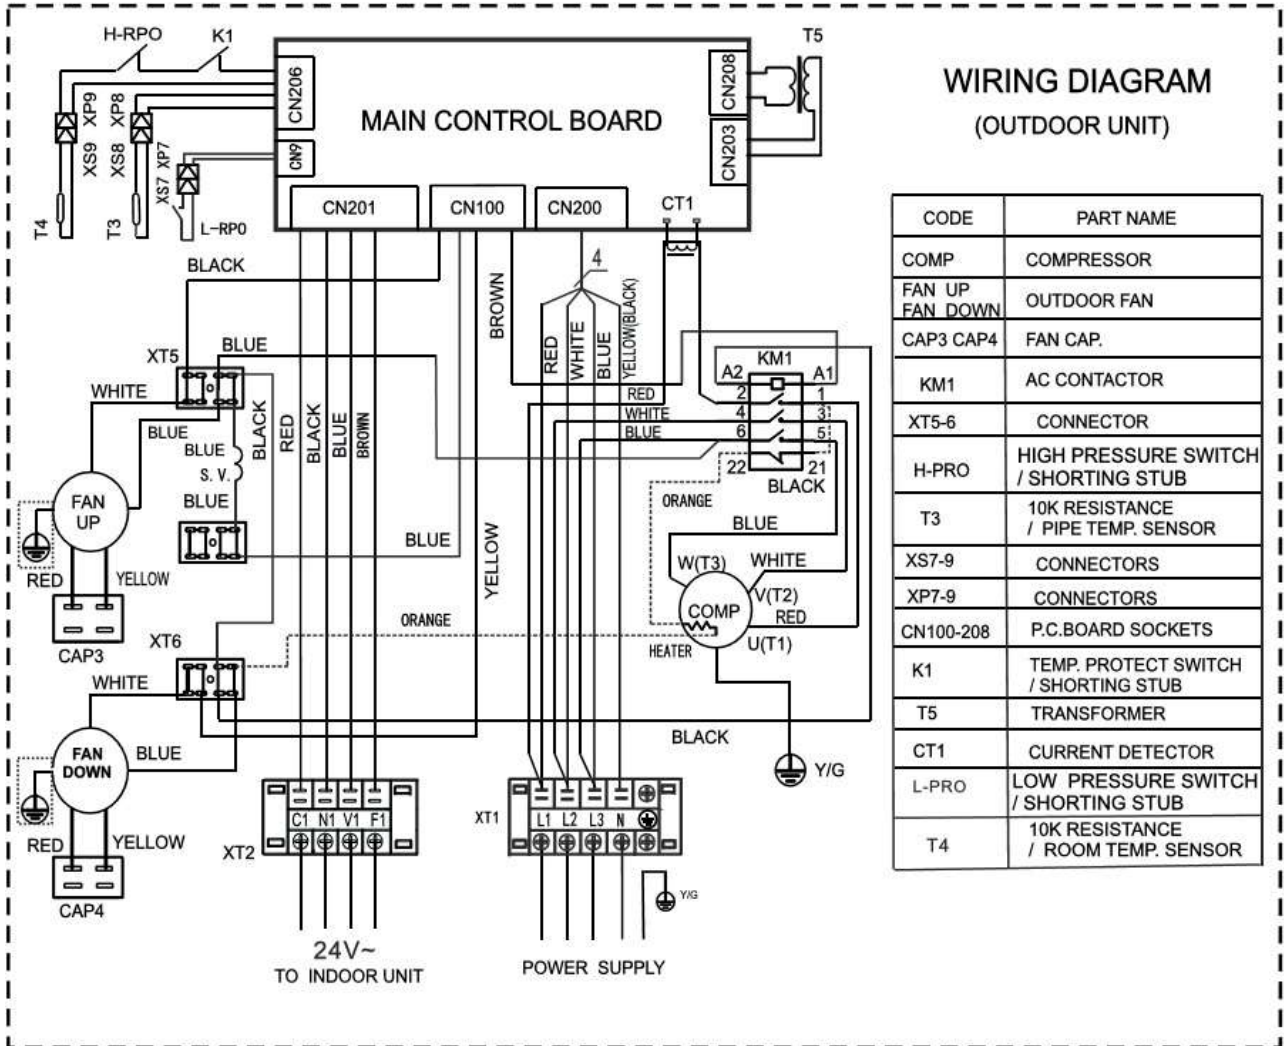 H-RPO
K1
T5
CN206
CN208
WIRING DIAGRAM
XP9
XP8
MAIN CONTROL BOARD
(OUTDOOR UNIT)
XS9
XS8
XS7 XP7
CN9
CN203
T4
T3
L-RPO
CN201
CN100
CN200
CT1
CODE PART NAME
COMP COMPRESSOR
FAN UP
FAN DOWN
OUTDOOR FAN
CAP3 CAP4 FAN CAP.
KM1 AC CONTACTOR
XT5-6 CONNECTOR
H-PRO
HIGH PRESSURE SWITCH
/ SHORTING STUB
T3
10K RESISTANCE
/ PIPE TEMP. SENSOR
XS7-9 CONNECTORS
XP7-9 CONNECTORS
CN100-208 P.C.BOARD SOCKETS
K1
TEMP. PROTECT SWITCH
/ SHORTING STUB
T5 TRANSFORMER
CT1 CURRENT DETECTOR
L-PRO
LOW PRESSURE SWITCH
/ SHORTING STUB
T4
10K RESISTANCE
/ ROOM TEMP. SENSOR
BLACK
4
BROWN
RED
WHITE
BLUE
YELLOW(BLACK)
XT5
BLUE
KM1
A2
A1
WHITE
RED
2
1
WHITE
4
3
BLUE
6
5
BLUE
BLUE
S. V.
BLACK
RED
BLACK
BLUE
BROWN
22
21
BLACK
ORANGE
FAN
UP
BLUE
BLUE
BLUE
YELLOW
W(T3)
WHITE
RED
YELLOW
V(T2)
COMP
RED
ORANGE
HEATER
U(T1)
CAP3
XT6
WHITE
BLACK
FAN
DOWN
BLUE
Y/G
C1 N1 V1 F1
XT1
L1 L2 L3 N
RED
YELLOW
XT2
Y/G
CAP4
24V~
TO INDOOR UNIT
POWER SUPPLY